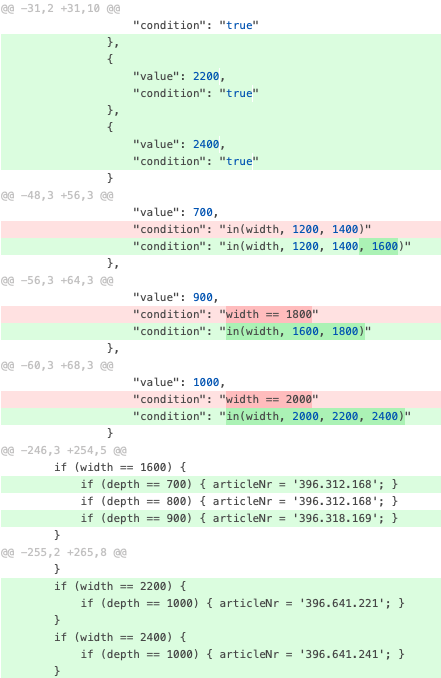 @@ -31,2 +31,10 @@
"condition": "true"
},
{
"value": 2200,
"condition": "true"
},
{
"value": 2400,
"condition": "true"
}
@@ -48,3 +56,3 @@
"value": 700,
"condition": "in(width, 1200, 1400)"
"condition": "in(width, 1200, 1400, 1600)"
},
@@ -56,3 +64,3 @@
"value": 900,
"condition": "width == 1800"
"condition": "in(width, 1600, 1800)"
},
@@ -60,3 +68,3 @@
"value": 1000,
"condition": "width == 2000"
"condition": "in(width, 2000, 2200, 2400)"
}
@@ -246,3 +254,5 @@
if (width == 1600) {
if (depth == 700) { articleNr = '396.312.168'; }
if (depth == 800) { articleNr = '396.312.168'; }
if (depth == 900) { articleNr = '396.318.169'; }
}
@@ -255,2 +265,8 @@
}
if (width == 2200) {
if (depth == 1000) { articleNr = '396.641.221'; }
}
if (width == 2400) {
if (depth == 1000) { articleNr = '396.641.241'; }
}